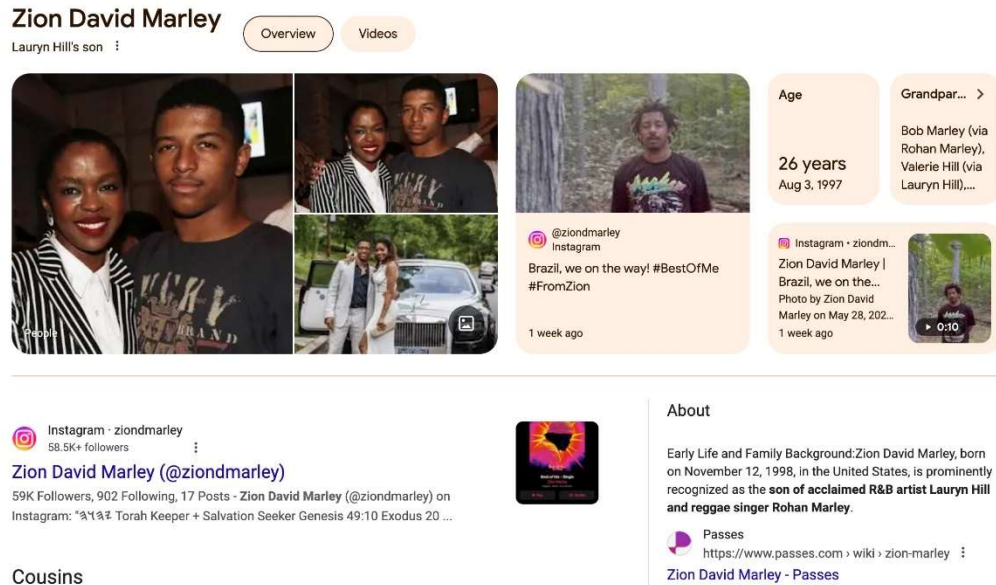 Zion David Marley
Lauryn Hill's son
Overview
Videos
People
@ziondmarley
Instagram
Brazil, we on the way! #BestOfMe
#FromZion
1 week ago
Age
26 years
Aug 3, 1997
Grandpar...
Bob Marley (via
Rohan Marley),
Valerie Hill (via
Lauryn Hill),...
Instagram • ziondm...
Zion David Marley |
Brazil, we on the...
Photo by Zion David
Marley on May 28, 202...
1 week ago
0:10
Instagram · ziondmarley
58.5K+ followers
Zion David Marley (@ziondmarley)
59K Followers, 902 Following, 17 Posts - Zion David Marley (@ziondmarley) on
Instagram: " Torah Keeper + Salvation Seeker Genesis 49:10 Exodus 20 ...
Cousins
About
Early Life and Family Background:Zion David Marley, born
on November 12, 1998, in the United States, is prominently
recognized as the son of acclaimed R&B artist Lauryn Hill
and reggae singer Rohan Marley.
Passes
https://www.passes.com › wiki › zion-marley
Zion David Marley - Passes